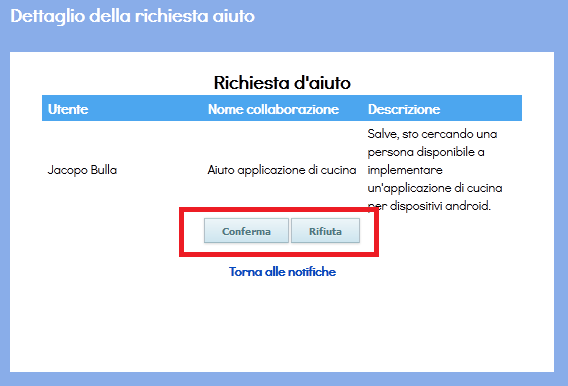 Dettaglio della richiesta aiuto
Richiesta d'aiuto
Utente Nome collaborazione Descrizione
Jacopo Bulla
Aiuto applicazione di cucina
Salve, sto cercando una
persona disponibile a
implementare
un'applicazione di cucina
per dispositivi android.
Conferma Rifiuta
Torna alle notifiche